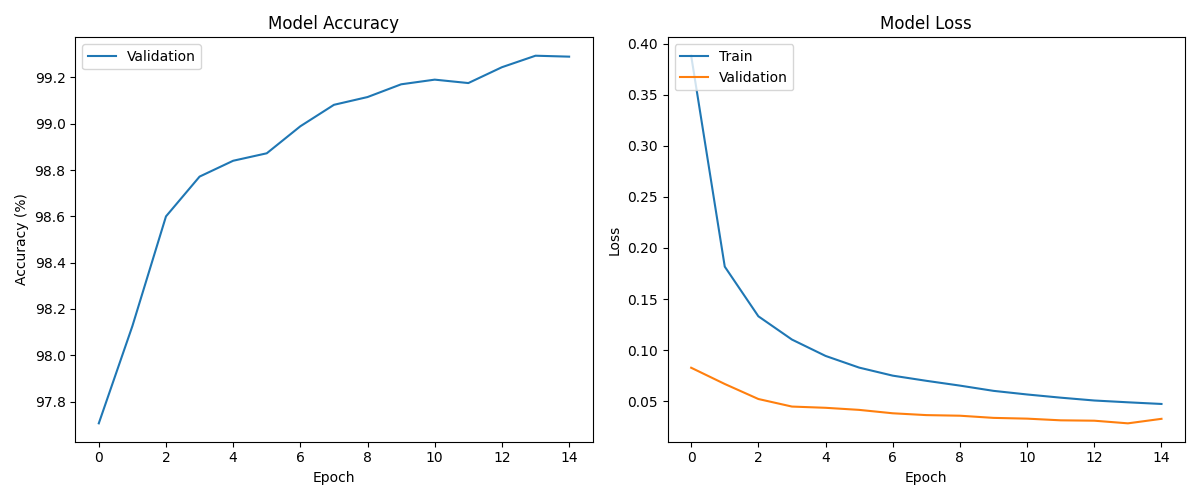 Model Accuracy
Validation
99.2
99.0
98.8
98.6
98.4
98.2
98.0
97.8
Accuracy (%)
0 2 4 6 8 10 12 14
Epoch
Model Loss
Train
Validation
0.40
0.35
0.30
0.25
0.20
0.15
0.10
0.05
Loss
0 2 4 6 8 10 12 14
Epoch